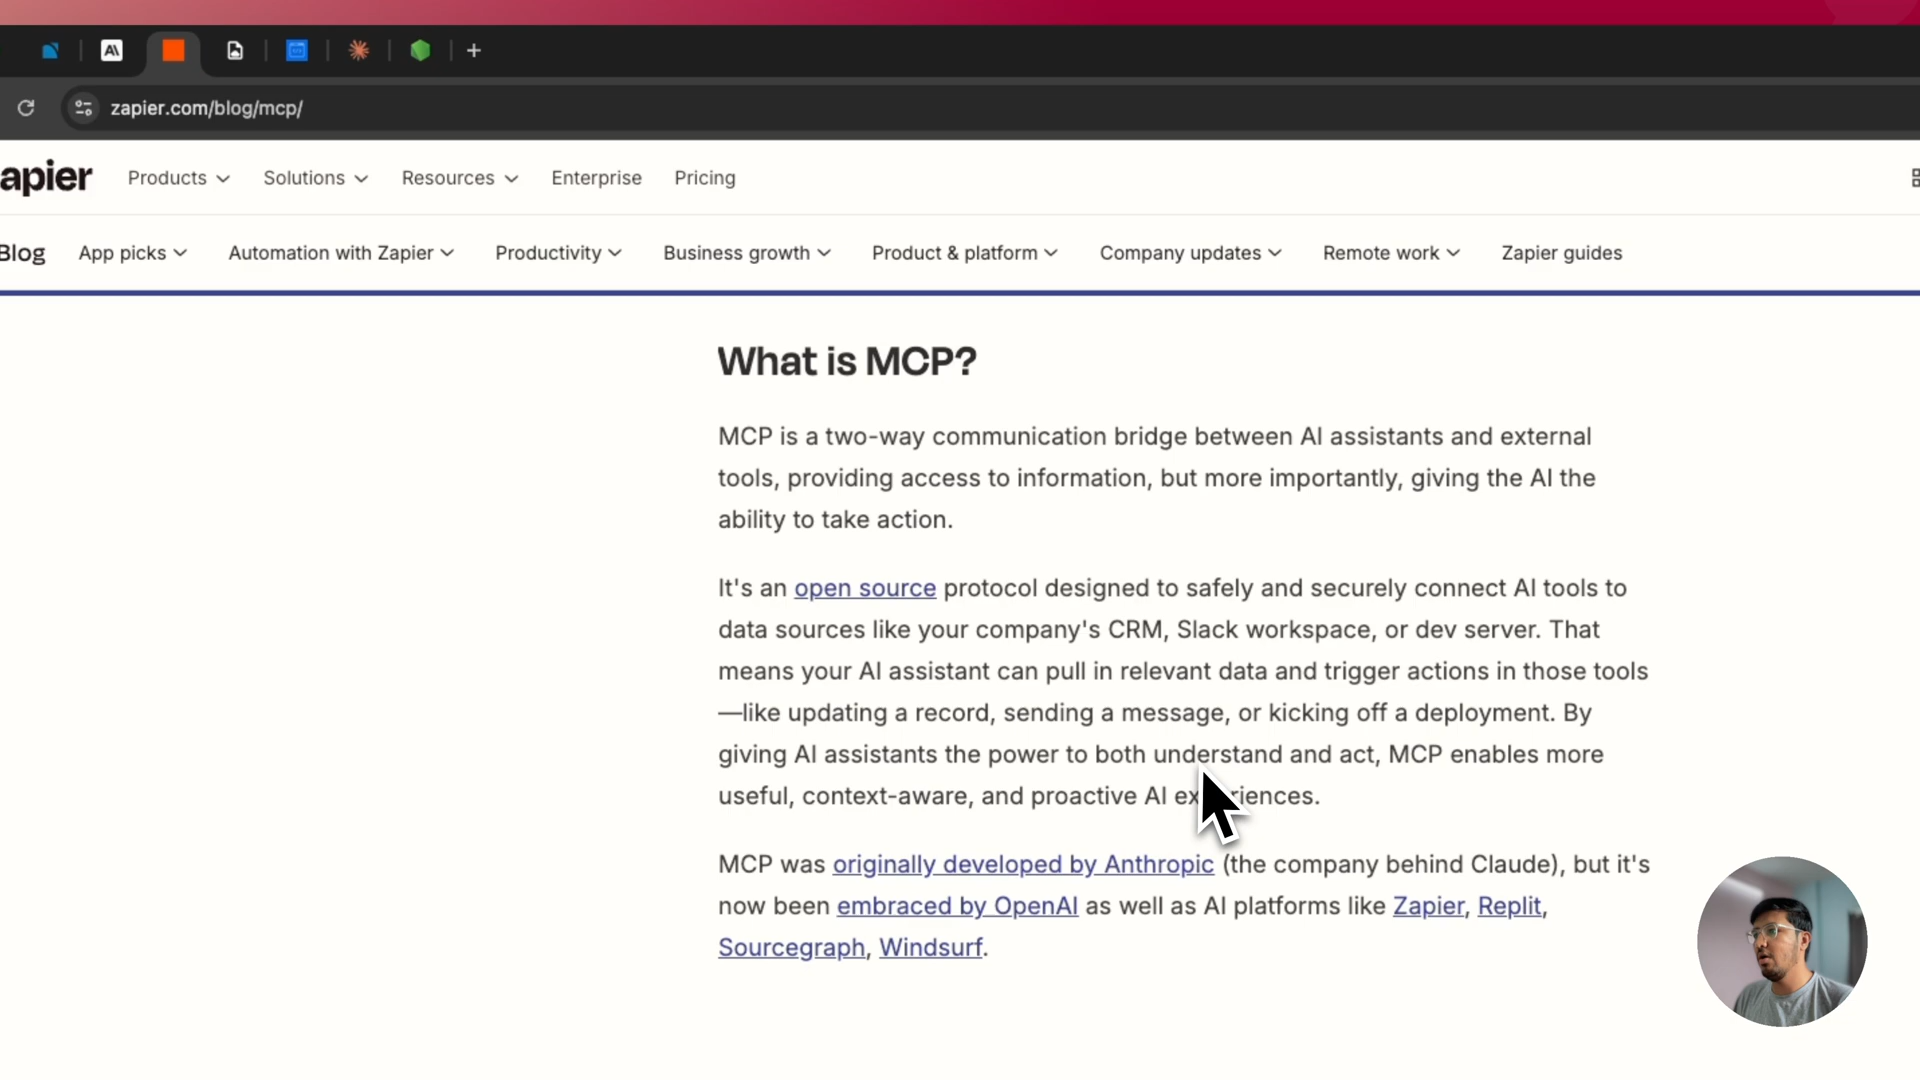 zapier.com/blog/mcp/
apier Products Solutions Resources Enterprise Pricing
Blog App picks Automation with Zapier Productivity Business growth Product & platform Company updates Remote work Zapier guides
What is MCP?
MCP is a two-way communication bridge between AI assistants and external
tools, providing access to information, but more importantly, giving the AI the
ability to take action.
It's an open source protocol designed to safely and securely connect AI tools to
data sources like your company's CRM, Slack workspace, or dev server. That
means your AI assistant can pull in relevant data and trigger actions in those tools
—like updating a record, sending a message, or kicking off a deployment. By
giving AI assistants the power to both understand and act, MCP enables more
useful, context-aware, and proactive AI experiences.
MCP was originally developed by Anthropic (the company behind Claude), but it's
now been embraced by OpenAI as well as AI platforms like Zapier, Replit,
Sourcegraph, Windsurf.